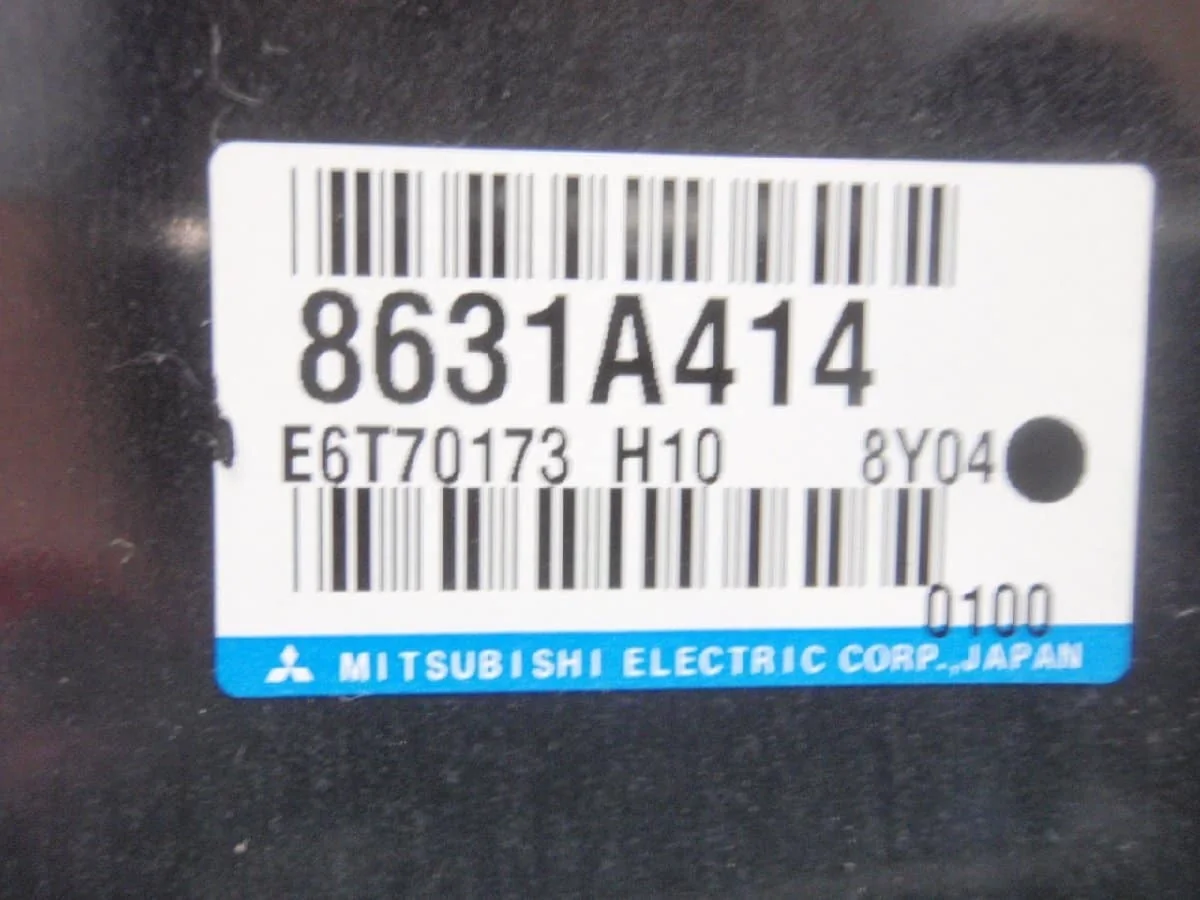 8631A414
E6T70173 H10 8Y04
0100
MITSUBISHI ELECTRIC CORP., JAPAN